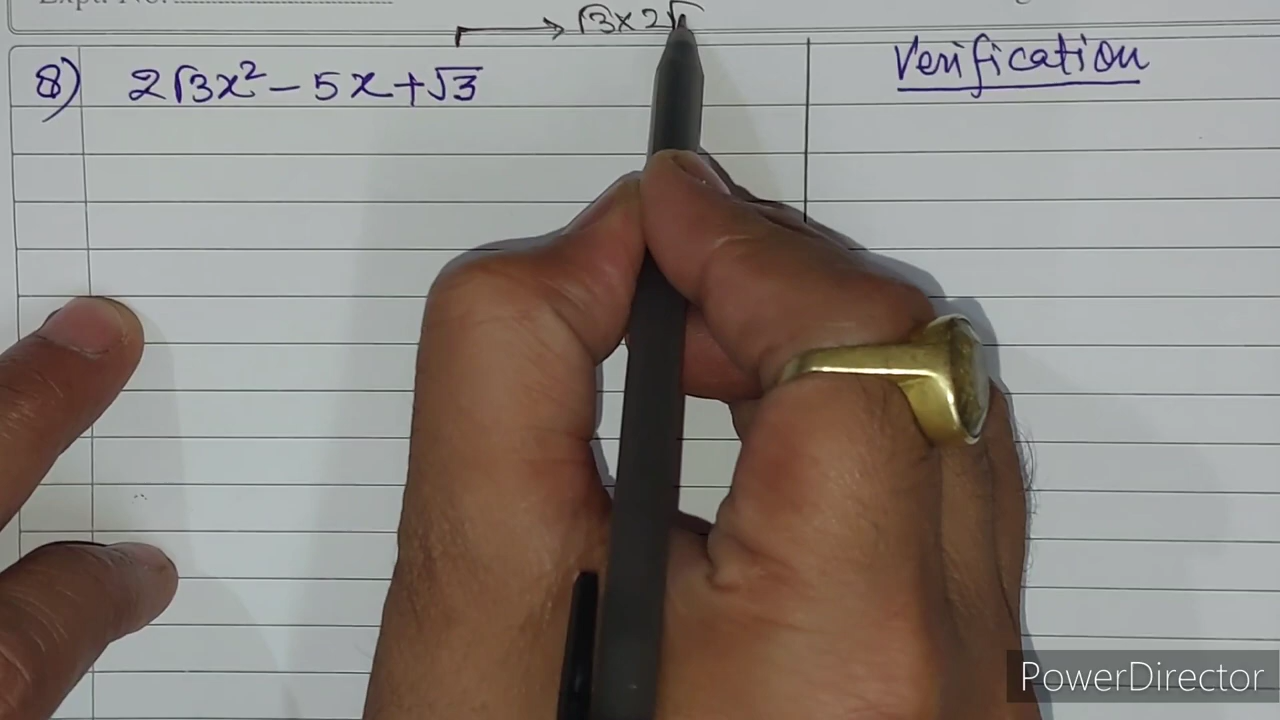 √3×2√
8) 2√3x² - 5x + √3
Verification
PowerDirector